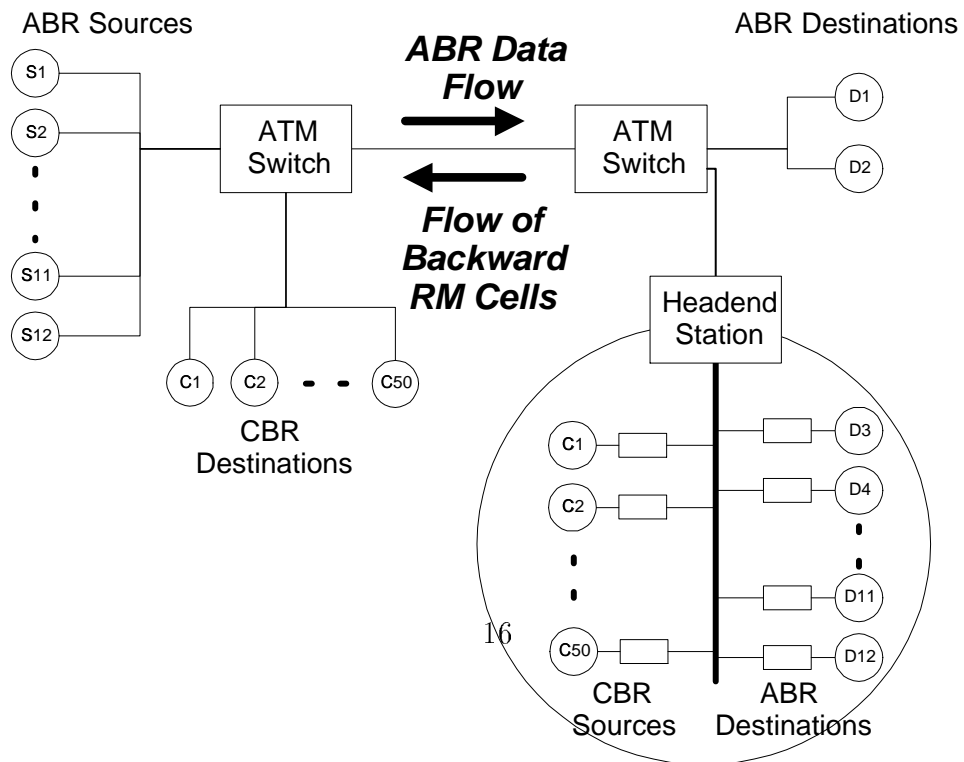 ABR Sources
ABR Destinations
ABR Data
Flow
S1
S2
S11
S12
ATM
Switch
ATM
Switch
D1
D2
Flow of
Backward
RM Cells
C1
C2
C50
CBR
Destinations
Headend
Station
C1
C2
C50
D3
D4
D11
D12
16
CBR
Sources
ABR
Destinations